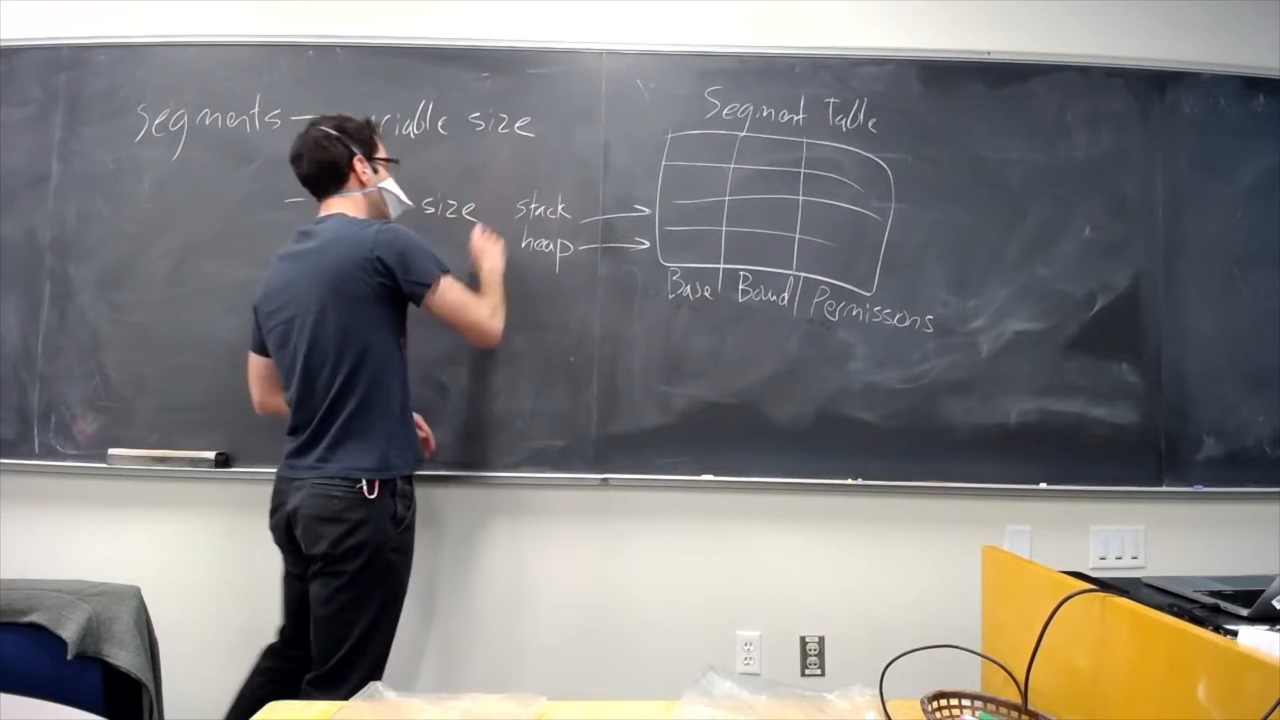 segments — variable size
— size
Segment Table
stack
heap
Base Bound Permissions